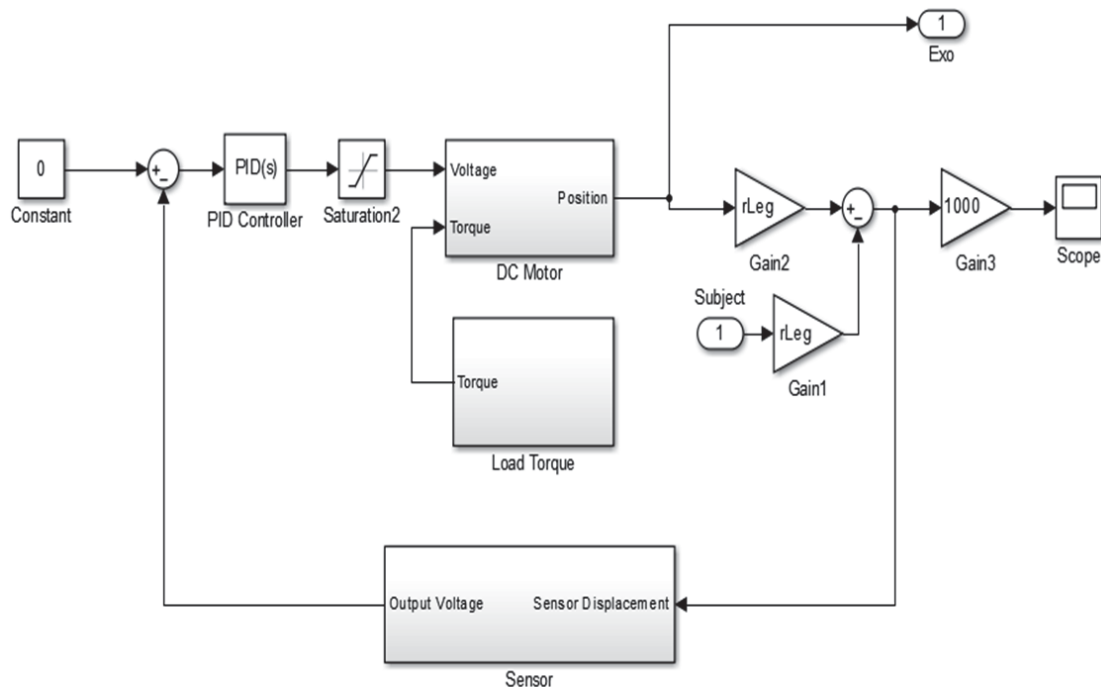 1
Exo
0
Constant
+
−
PID(s)
PID Controller
Saturation2
Voltage
Position
Torque
DC Motor
rLeg
Gain2
+
−
1000
Gain3
Scope
Subject
1
rLeg
Gain1
Torque
Load Torque
Output Voltage
Sensor Displacement
Sensor